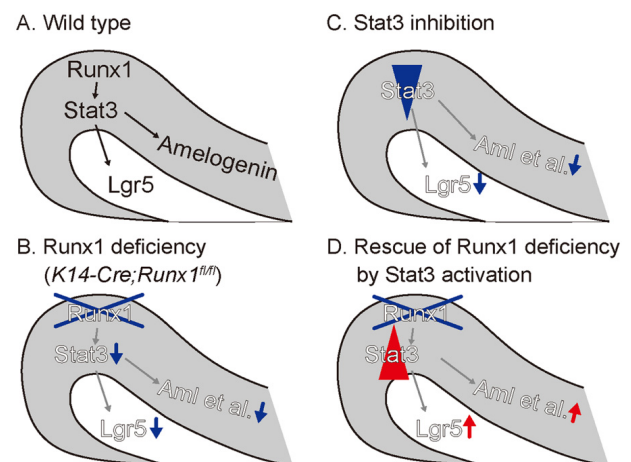 A. Wild type
Runx1
Stat3
Amelogenin
Lgr5
B. Runx1 deficiency
(K14-Cre;Runx1fl/fl)
Runx1
Stat3
Aml et al.
Lgr5
C. Stat3 inhibition
Stat3
Aml et al.
Lgr5
D. Rescue of Runx1 deficiency
by Stat3 activation
Runx1
Stat3
Aml et al.
Lgr5